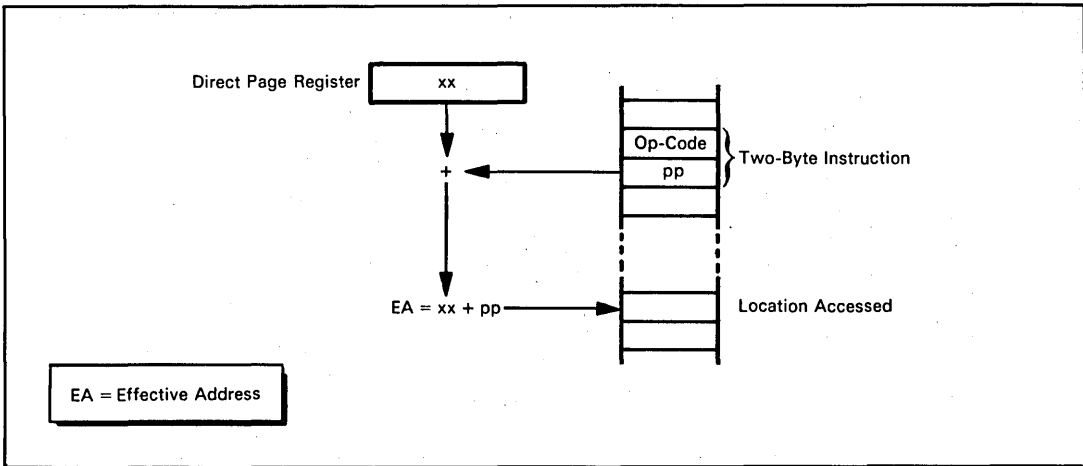 Direct Page Register
xx
Op-Code
Two-Byte Instruction
pp
+
EA = xx + pp
Location Accessed
EA = Effective Address